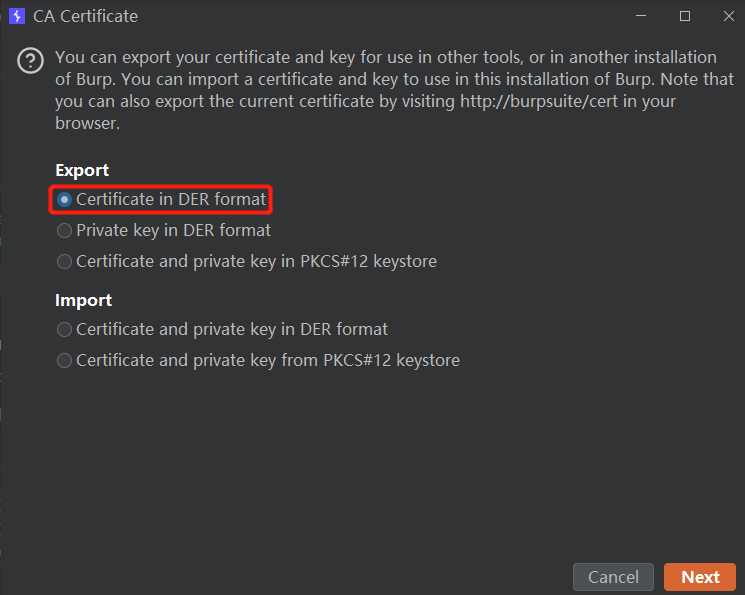 CA Certificate
You can export your certificate and key for use in other tools, or in another installation
of Burp. You can import a certificate and key to use in this installation of Burp. Note that
you can also export the current certificate by visiting http://burpsuite/cert in your
browser.
Export
Certificate in DER format
Private key in DER format
Certificate and private key in PKCS#12 keystore
Import
Certificate and private key in DER format
Certificate and private key from PKCS#12 keystore
Cancel
Next